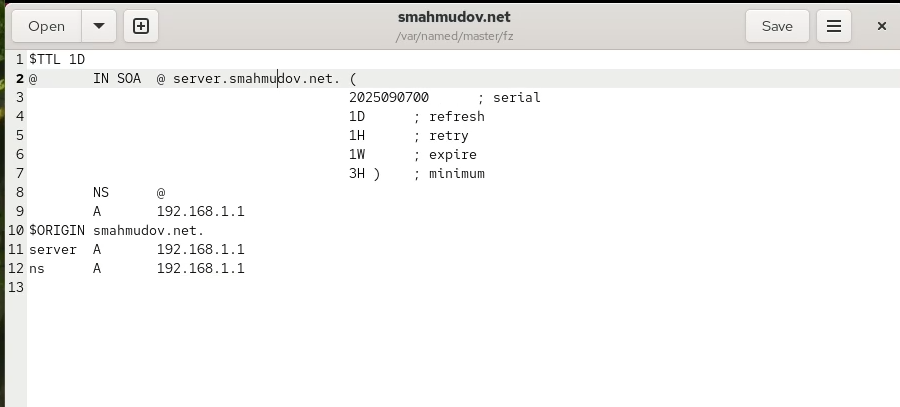 Open
smahmudov.net
/var/named/master/fz
Save
1 $TTL 1D
2 @ IN SOA @ server.smahmudov.net. (
3 2025090700 ; serial
4 1D ; refresh
5 1H ; retry
6 1W ; expire
7 3H ) ; minimum
8 NS @
9 A 192.168.1.1
10 $ORIGIN smahmudov.net.
11 server A 192.168.1.1
12 ns A 192.168.1.1
13